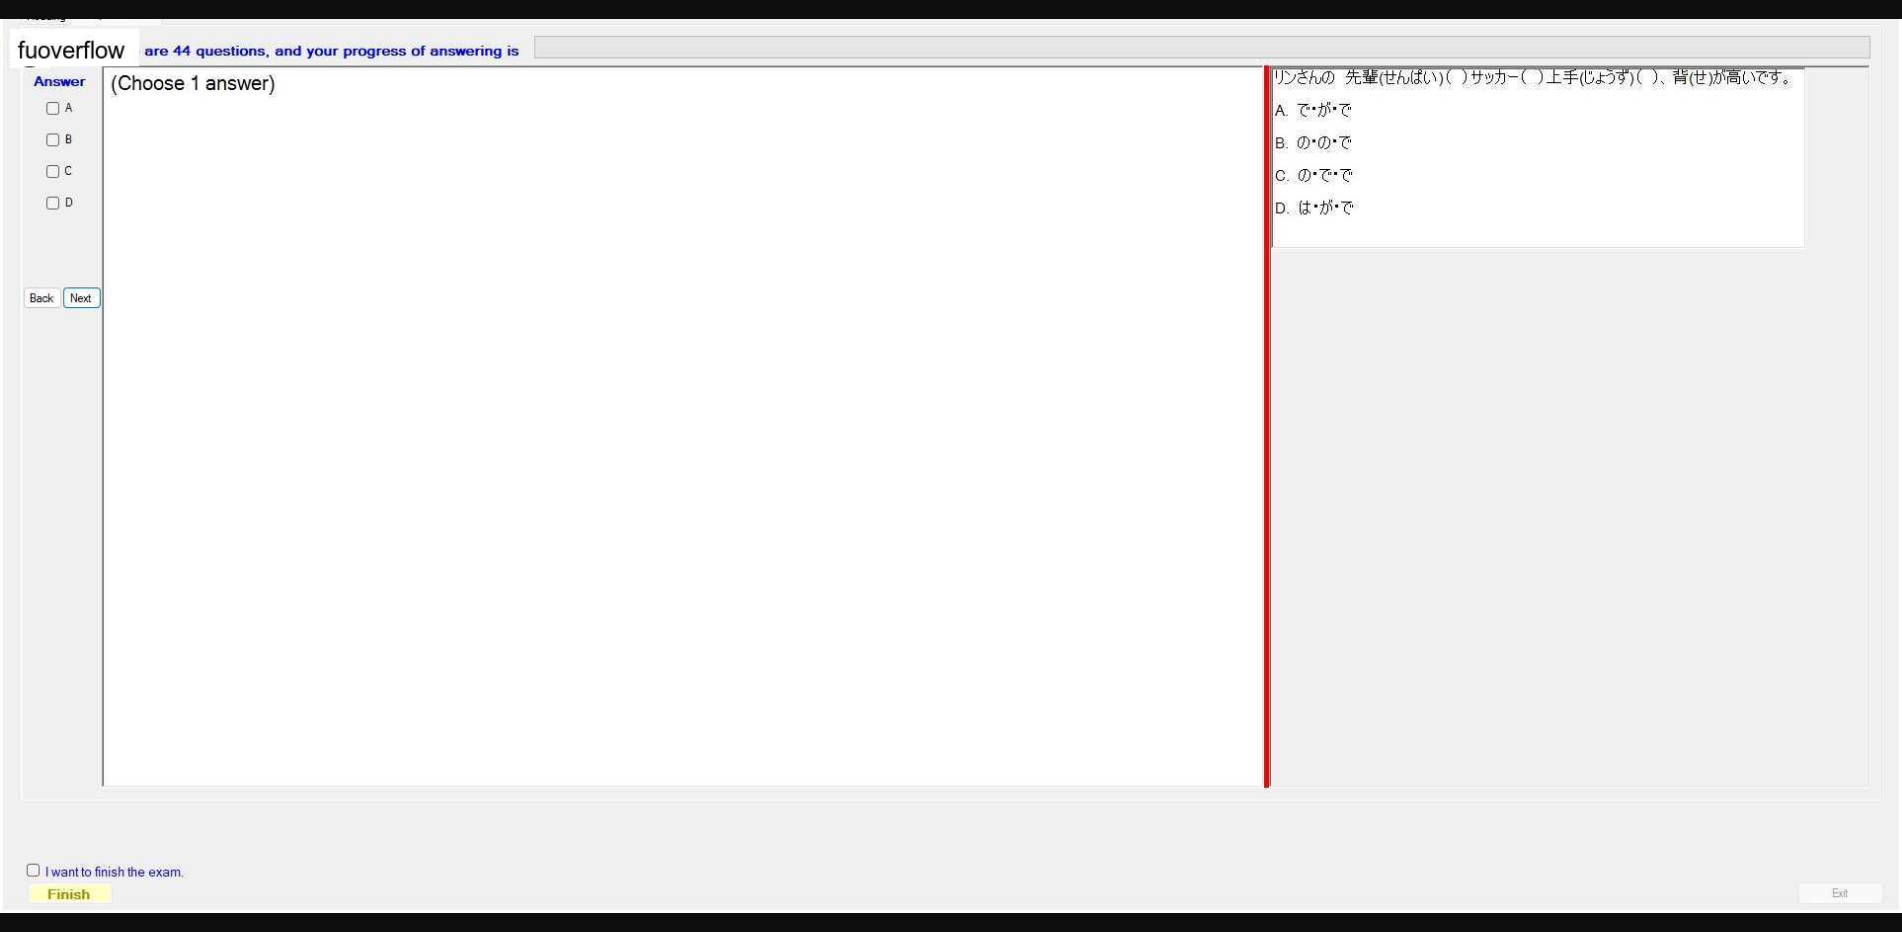 fuoverflow are 44 questions, and your progress of answering is
Answer
(Choose 1 answer)
A
B
C
D
Back Next
リンさんの 先輩(せんぱい)( )サッカー( )上手(じょうず)( )、背(せ)が高いです。
A. で・が・で
B. の・の・で
C. の・で・で
D. は・が・で
I want to finish the exam.
Finish
Exit